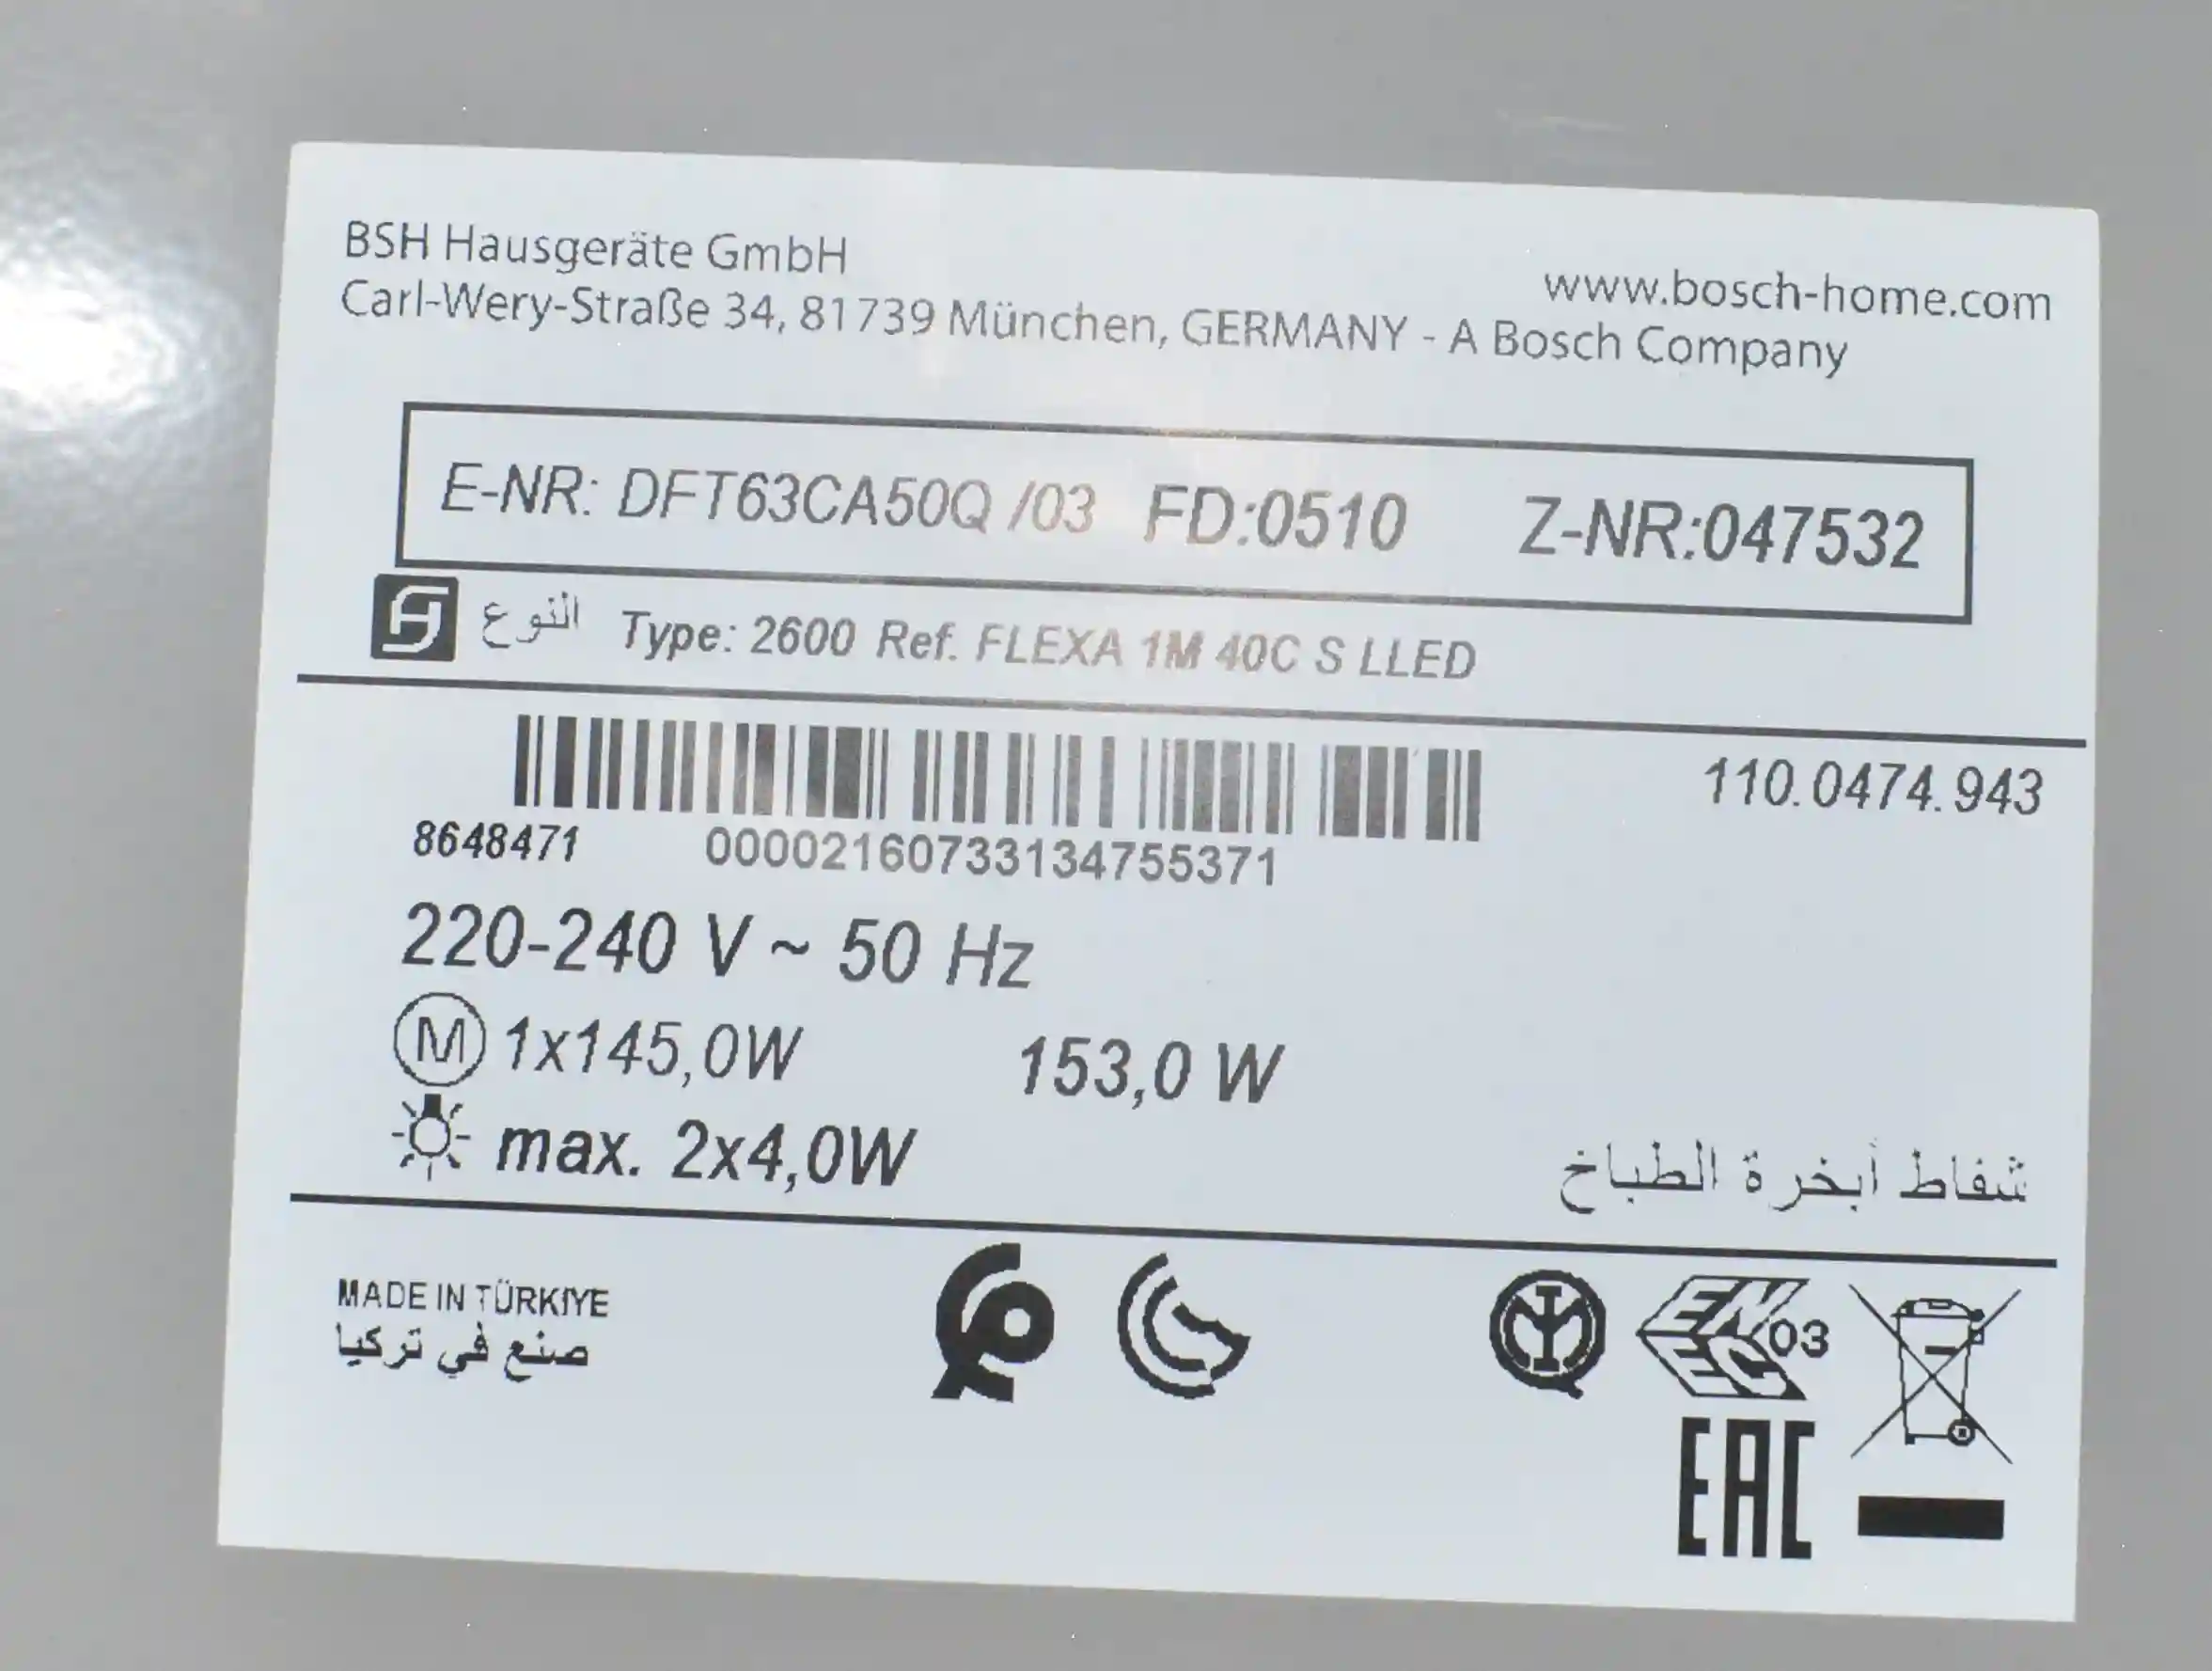 BSH Hausgeräte GmbH
www.bosch-home.com
Carl-Wery-Straße 34, 81739 München, GERMANY - A Bosch Company
E-NR: DFT63CA50Q /03 FD:0510 Z-NR:047532
النوع Type: 2600 Ref. FLEXA 1M 40C S LLED
110.0474.943
8648471 00002160733134755371
220-240 V ~ 50 Hz
M 1x145,0W 153,0 W
max. 2x4,0W
شفاط أبخرة الطباخ
MADE IN TÜRKIYE
صنع في تركيا
EN EC 03
EAC